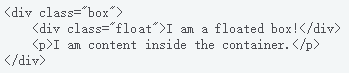 <div class="box">
    <div class="float">I am a floated box!</div>
    <p>I am content inside the container.</p>
</div>